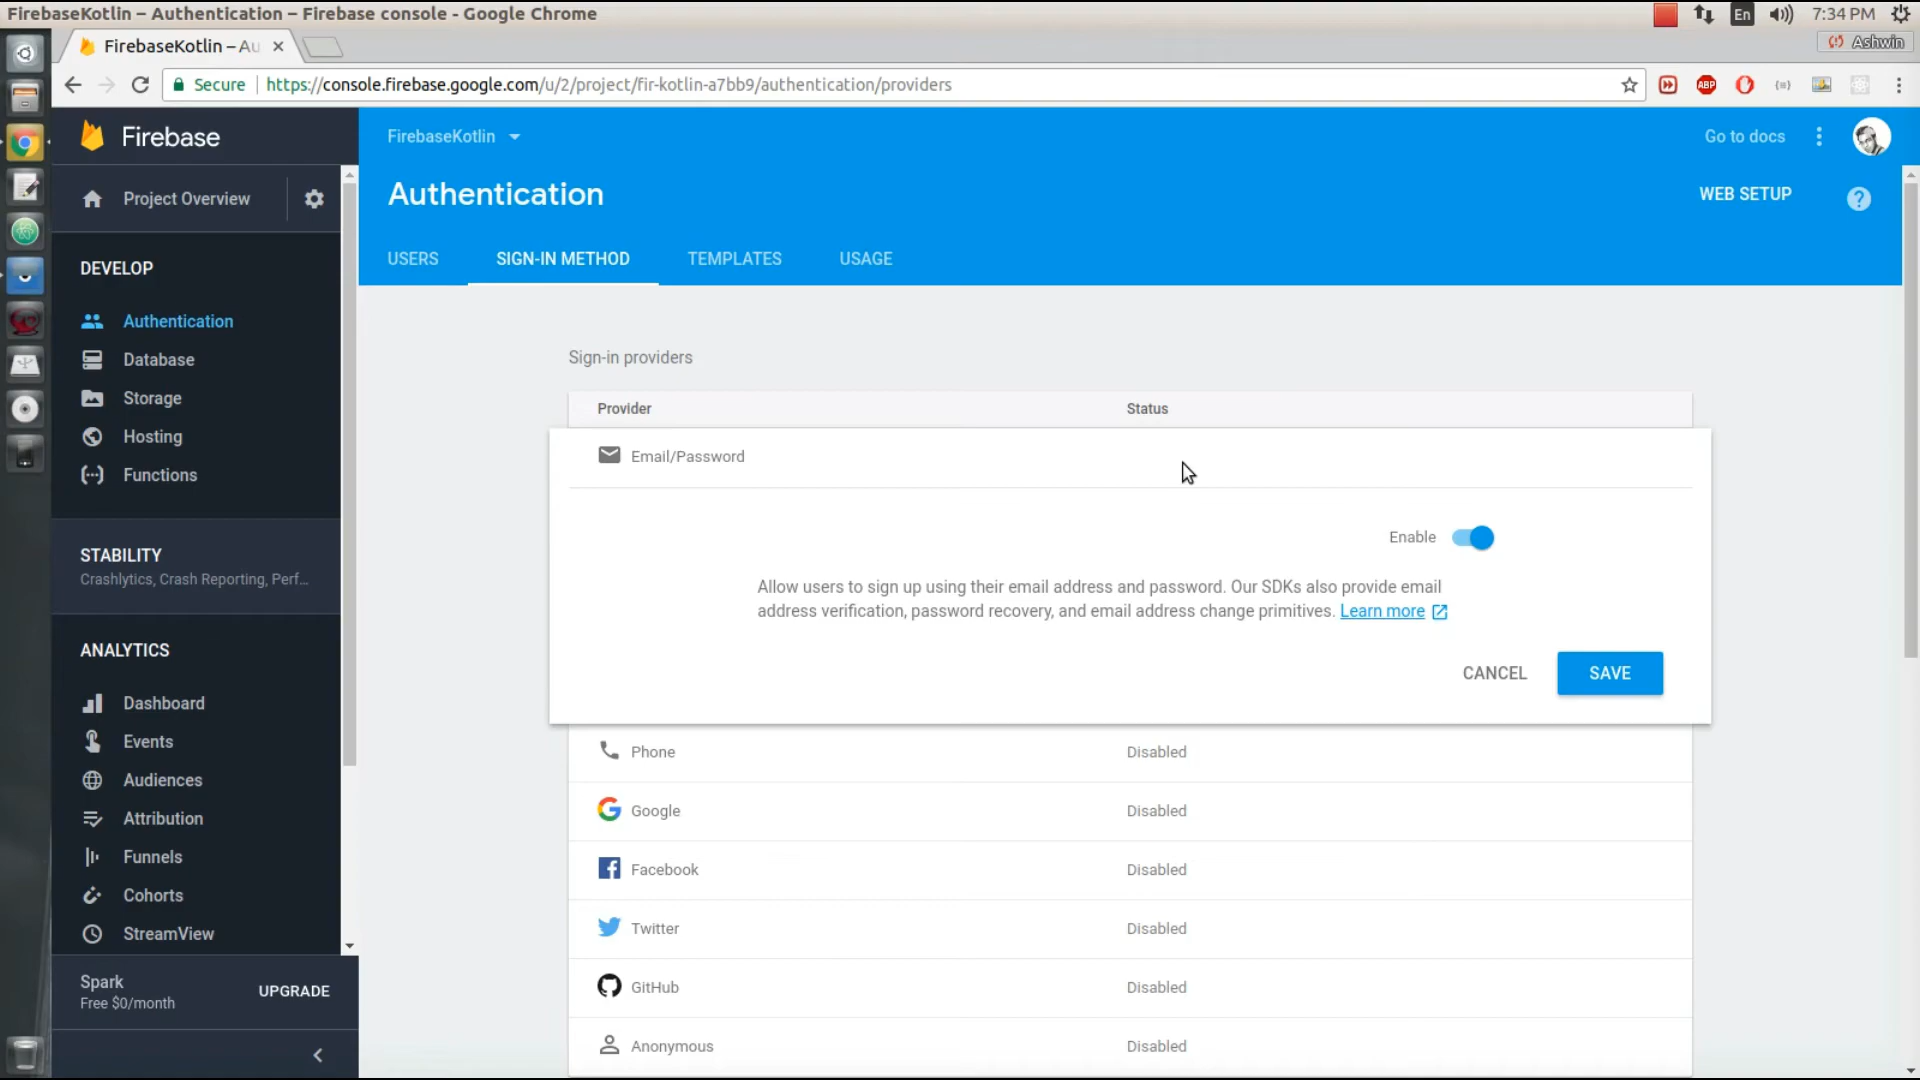 FirebaseKotlin – Authentication – Firebase console - Google Chrome
En
7:34 PM
FirebaseKotlin – Au
Ashwin
Secure
https://console.firebase.google.com/u/2/project/fir-kotlin-a7bb9/authentication/providers
ABP
Firebase
FirebaseKotlin
Go to docs
Project Overview
Authentication
WEB SETUP
?
USERS
SIGN-IN METHOD
TEMPLATES
USAGE
DEVELOP
Authentication
Database
Storage
Hosting
Functions
STABILITY
Crashlytics, Crash Reporting, Perf...
ANALYTICS
Dashboard
Events
Audiences
Attribution
Funnels
Cohorts
StreamView
Spark
Free $0/month
UPGRADE
Sign-in providers
Provider
Status
Email/Password
Enable
Allow users to sign up using their email address and password. Our SDKs also provide email
address verification, password recovery, and email address change primitives. Learn more
CANCEL
SAVE
Phone
Disabled
Google
Disabled
Facebook
Disabled
Twitter
Disabled
GitHub
Disabled
Anonymous
Disabled